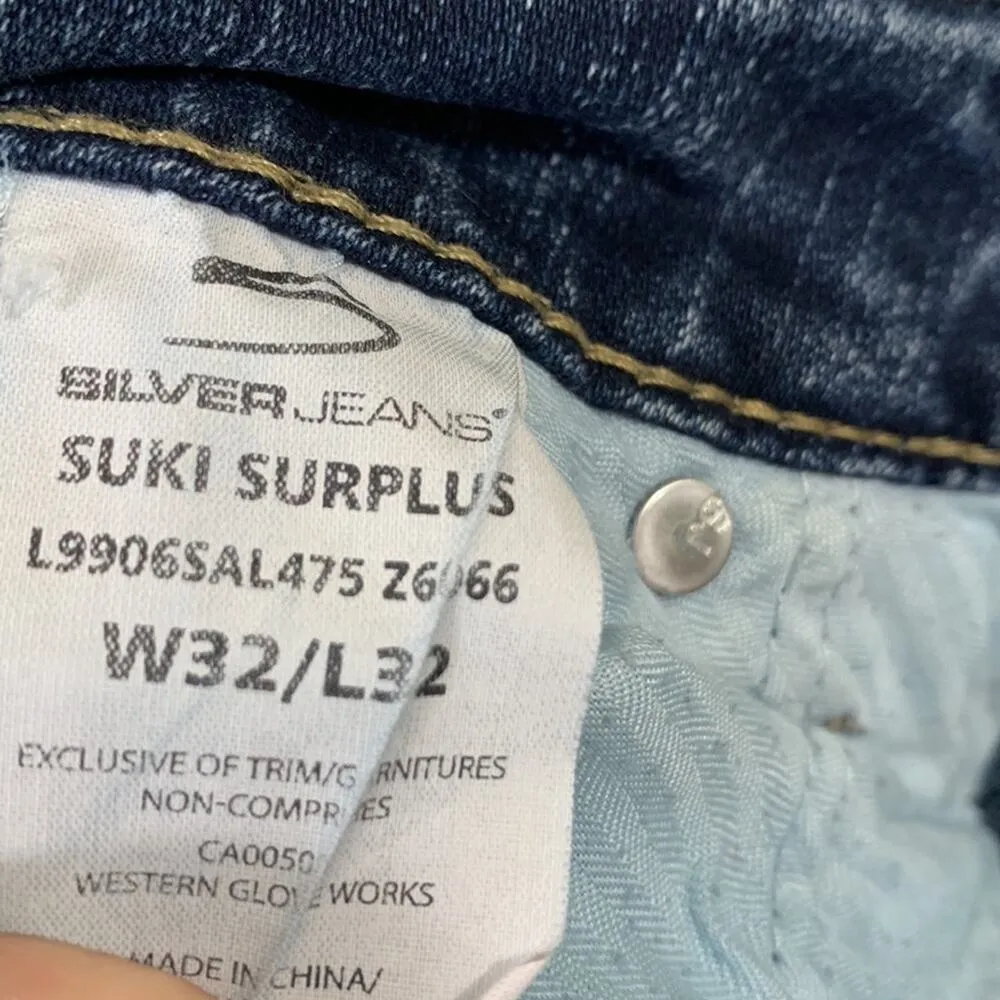 SILVER JEANS®
SUKI SURPLUS
L9906SAL475
W32/L32
EXCLUSIVE OF TRIM/GARNITURES
NON-COMPRISES
CA0050
WESTERN GLOVE WORKS
MADE IN CHINA/